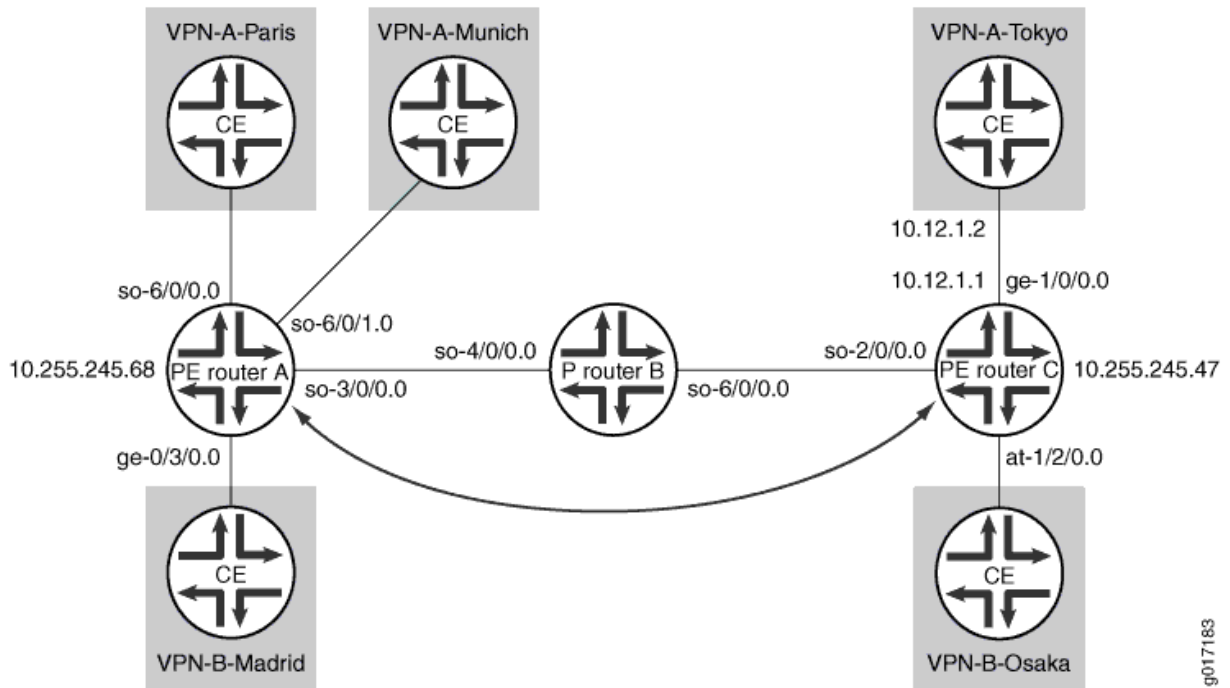 VPN-A-Paris
VPN-A-Munich
VPN-A-Tokyo
CE
CE
CE
10.12.1.2
10.12.1.1
ge-1/0/0.0
so-6/0/0.0
so-6/0/1.0
so-4/0/0.0
so-2/0/0.0
10.255.245.68
PE router A
P router B
PE router C
10.255.245.47
so-3/0/0.0
so-6/0/0.0
ge-0/3/0.0
at-1/2/0.0
CE
CE
VPN-B-Madrid
VPN-B-Osaka
g017183